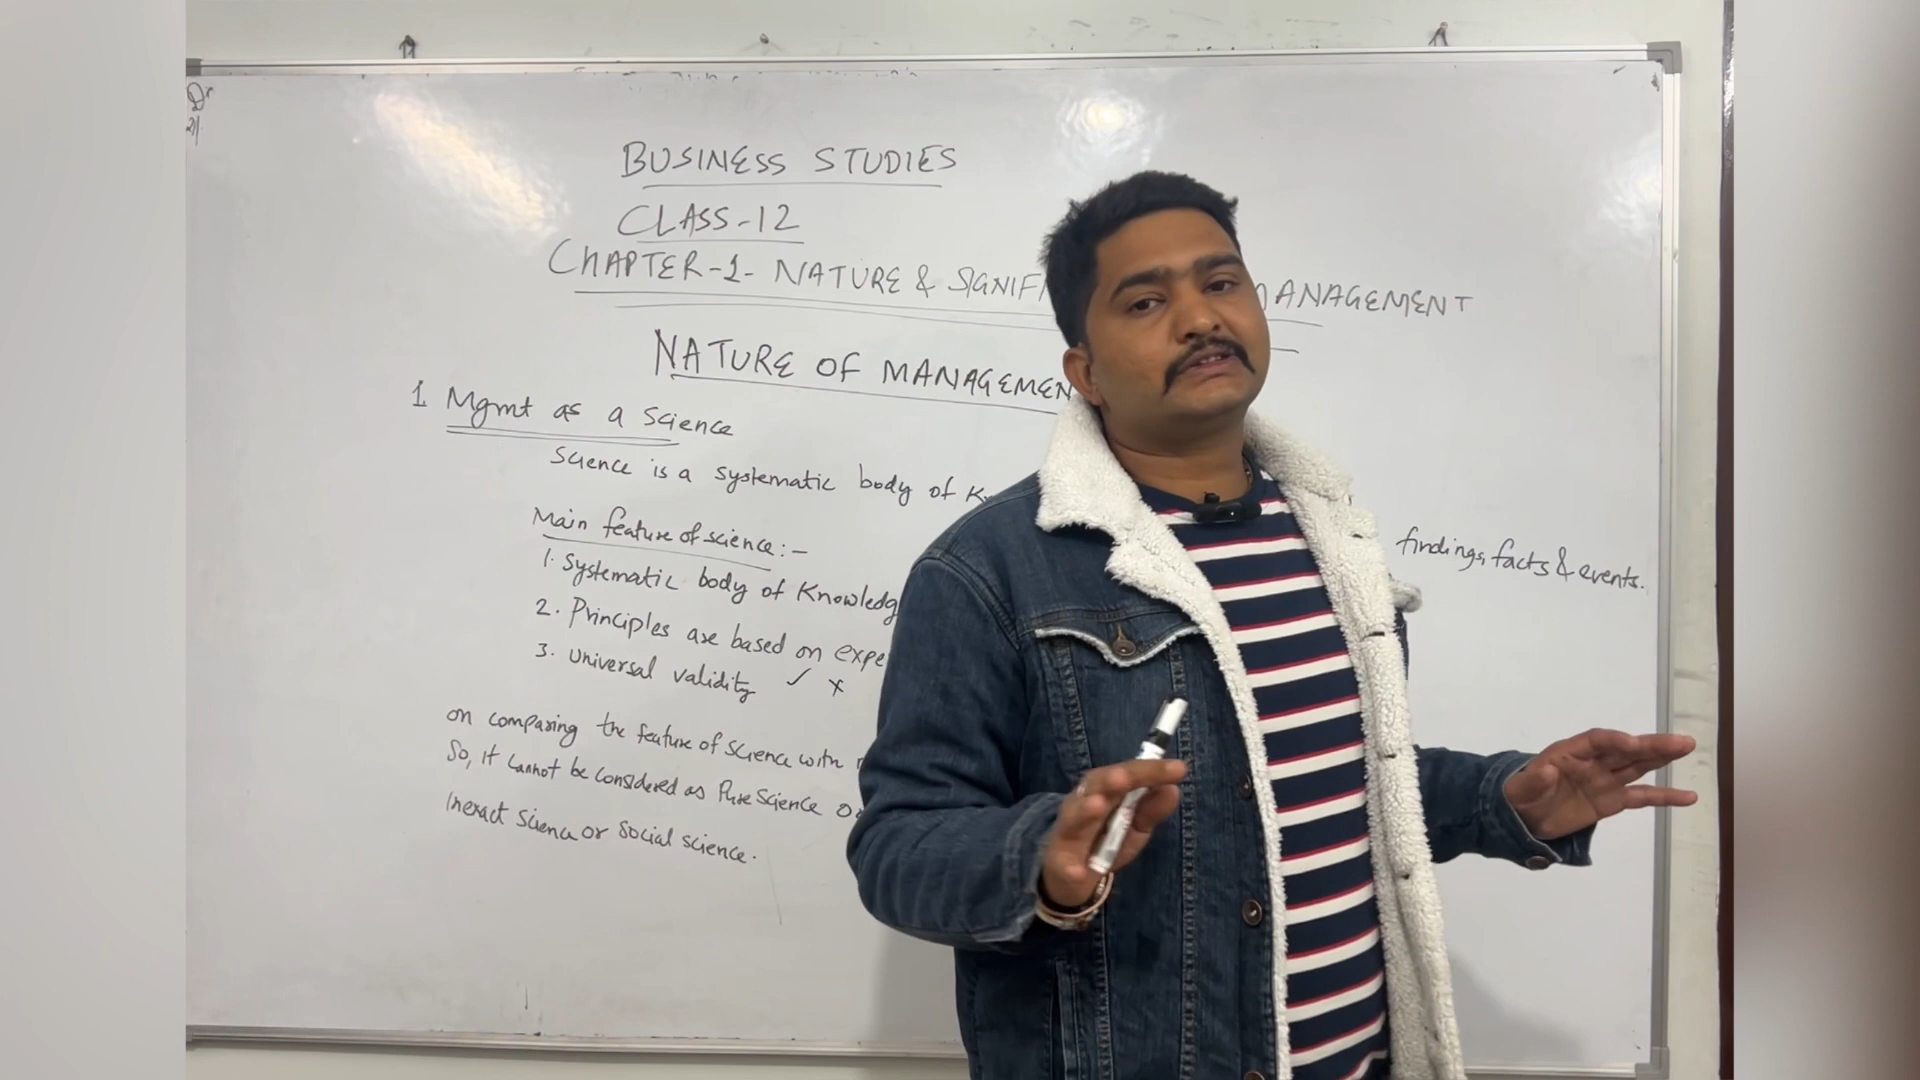 BUSINESS STUDIES
CLASS-12
CHAPTER-1- NATURE & SIGNIF ANAGEMENT
NATURE OF MANAGEMEN
1. Mgmt as a Science
Science is a systematic body of K
findings, facts & events.
Main feature of science:-
1. Systematic body of Knowledg
2. Principles are based on expe
3. Universal validity ✓ x
on comparing the feature of science with
So, it cannot be considered as Pure Science o
Inexact science or social science.